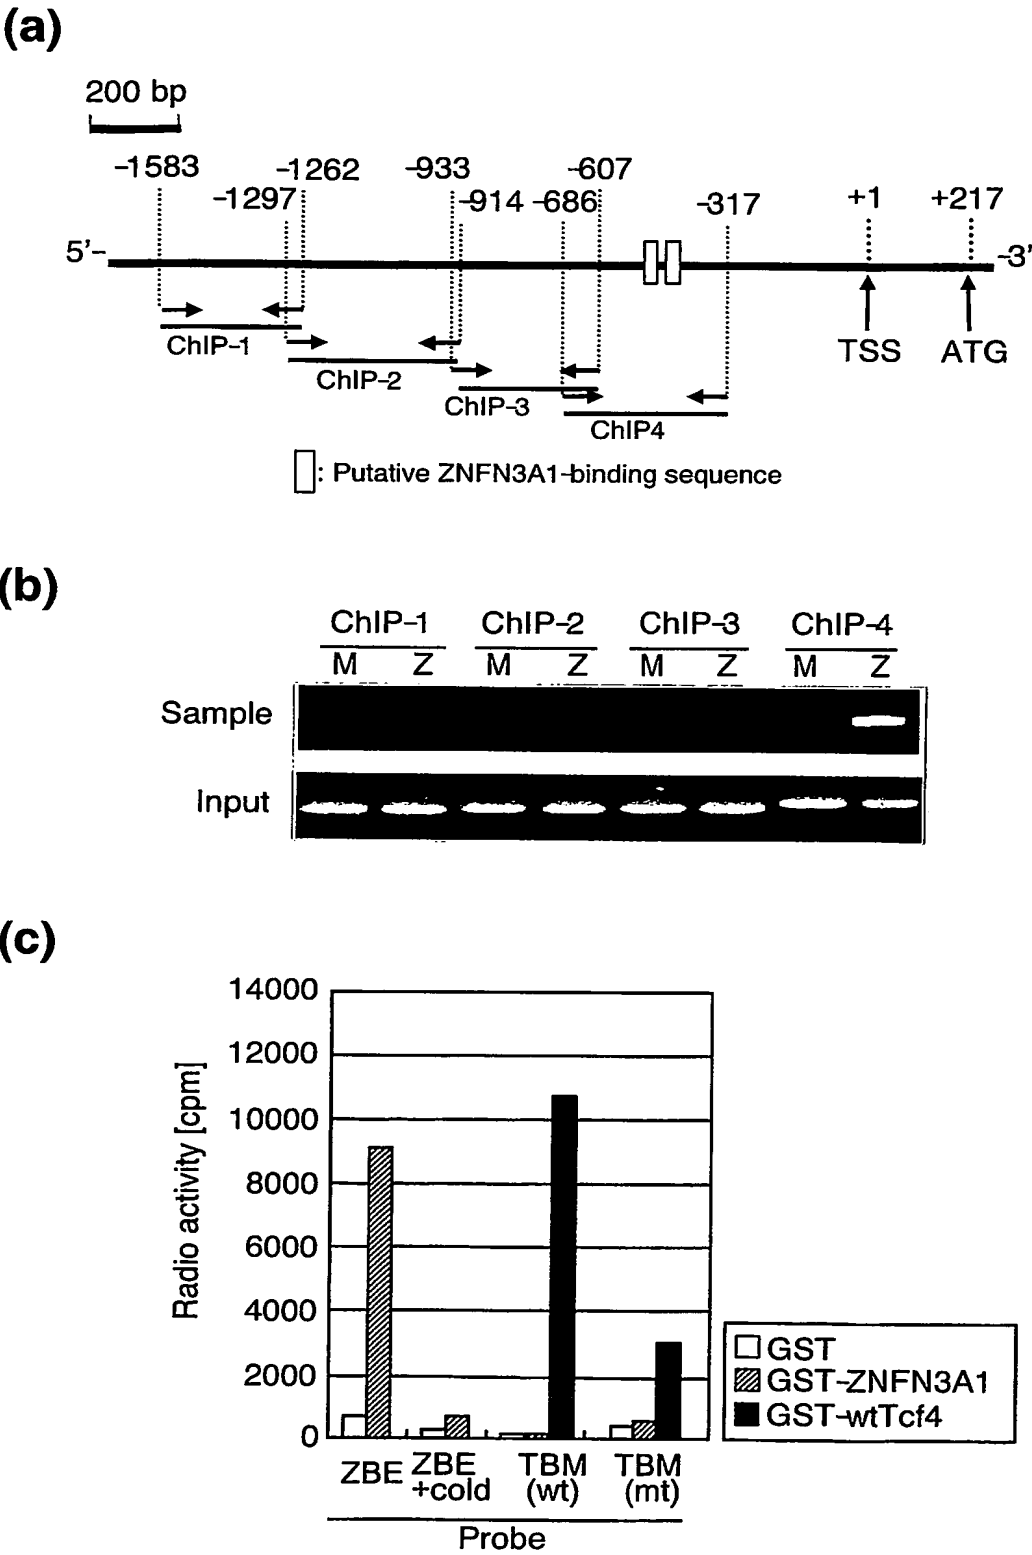 (a)
200 bp
-1583
-1262
-933
-607
-1297
-914
-686
-317
+1
+217
5'-
-3'
ChIP-1
ChIP-2
ChIP-3
ChIP4
TSS
ATG
: Putative ZNFN3A1-binding sequence
(b)
ChIP-1 ChIP-2 ChIP-3 ChIP-4
M Z M Z M Z M Z
Sample
Input
(c)
14000
12000
10000
8000
6000
4000
2000
0
Radio activity [cpm]
ZBE
ZBE
+cold
TBM
(wt)
TBM
(mt)
Probe
GST
GST-ZNFN3A1
GST-wtTcf4